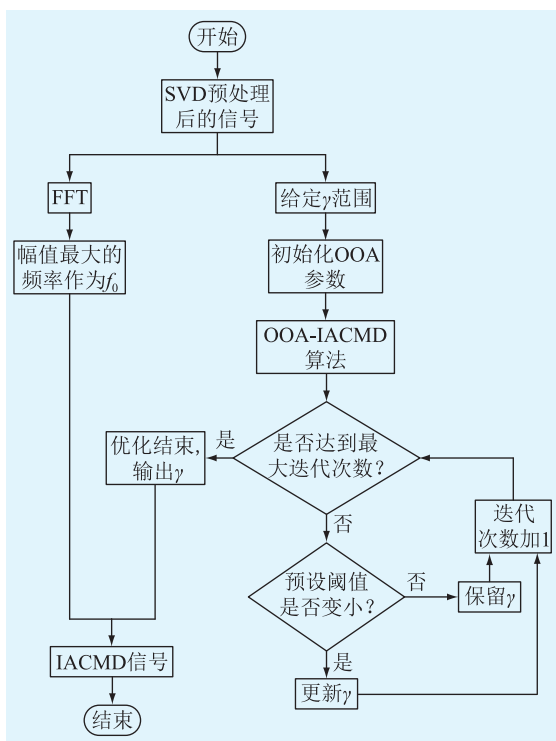 开始
SVD预处理
后的信号
FFT
给定γ范围
幅值最大的
频率作为f₀
初始化OOA
参数
OOA-IACMD
算法
优化结束,
输出γ
是
是否达到最
大迭代次数?
否
迭代
次数加1
预设阈值
是否变小?
否
保留γ
是
更新γ
IACMD信号
结束